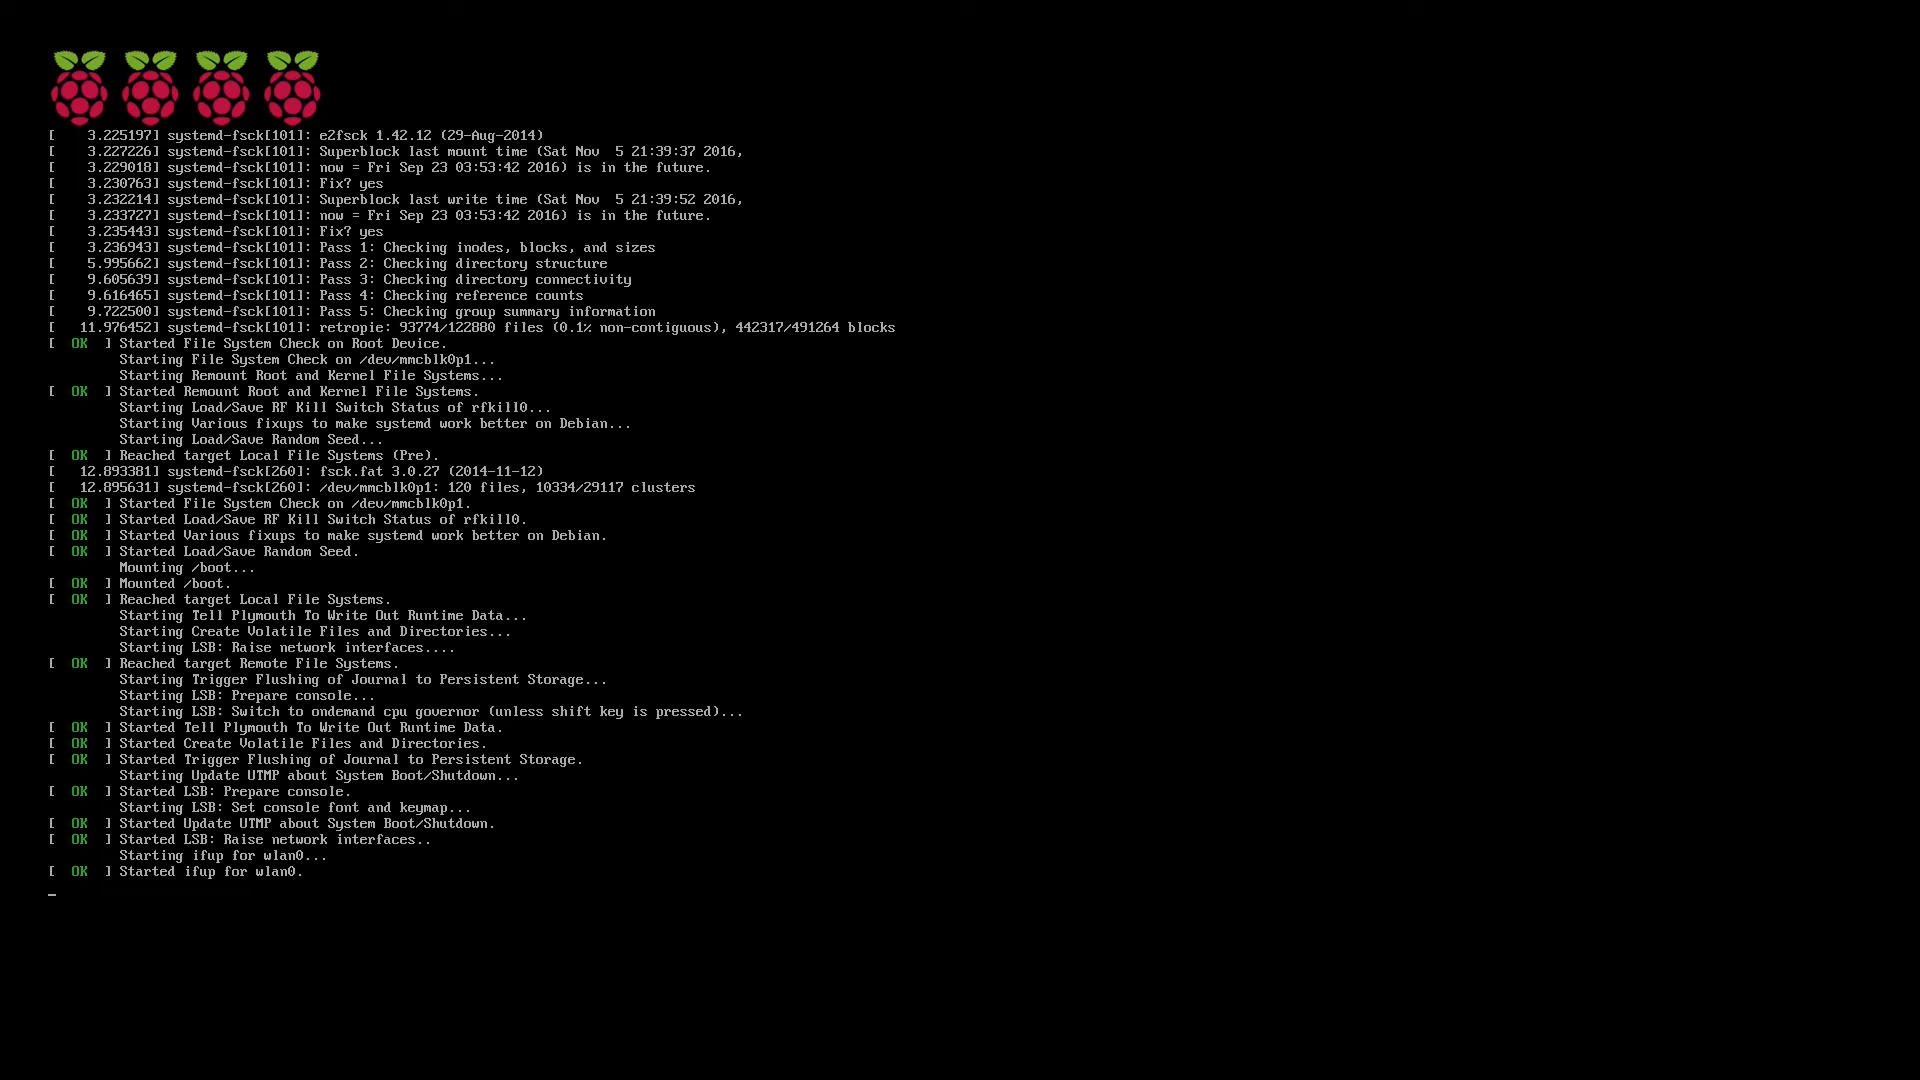 [    3.225197] systemd-fsck[101]: e2fsck 1.42.12 (29-Aug-2014)
[    3.227226] systemd-fsck[101]: Superblock last mount time (Sat Nov  5 21:39:37 2016,
[    3.229018] systemd-fsck[101]: now = Fri Sep 23 03:53:42 2016) is in the future.
[    3.230763] systemd-fsck[101]: Fix? yes
[    3.232214] systemd-fsck[101]: Superblock last write time (Sat Nov  5 21:39:52 2016,
[    3.233727] systemd-fsck[101]: now = Fri Sep 23 03:53:42 2016) is in the future.
[    3.235443] systemd-fsck[101]: Fix? yes
[    3.236943] systemd-fsck[101]: Pass 1: Checking inodes, blocks, and sizes
[    5.995662] systemd-fsck[101]: Pass 2: Checking directory structure
[    9.605639] systemd-fsck[101]: Pass 3: Checking directory connectivity
[    9.616465] systemd-fsck[101]: Pass 4: Checking reference counts
[    9.722500] systemd-fsck[101]: Pass 5: Checking group summary information
[   11.976452] systemd-fsck[101]: retropie: 93774/122880 files (0.1% non-contiguous), 442317/491264 blocks
[  OK  ] Started File System Check on Root Device.
         Starting File System Check on /dev/mmcblk0p1...
         Starting Remount Root and Kernel File Systems...
[  OK  ] Started Remount Root and Kernel File Systems.
         Starting Load/Save RF Kill Switch Status of rfkill0...
         Starting Various fixups to make systemd work better on Debian...
         Starting Load/Save Random Seed...
[  OK  ] Reached target Local File Systems (Pre).
[   12.893381] systemd-fsck[260]: fsck.fat 3.0.27 (2014-11-12)
[   12.895631] systemd-fsck[260]: /dev/mmcblk0p1: 120 files, 10334/29117 clusters
[  OK  ] Started File System Check on /dev/mmcblk0p1.
[  OK  ] Started Load/Save RF Kill Switch Status of rfkill0.
[  OK  ] Started Various fixups to make systemd work better on Debian.
[  OK  ] Started Load/Save Random Seed.
         Mounting /boot...
[  OK  ] Mounted /boot.
[  OK  ] Reached target Local File Systems.
         Starting Tell Plymouth To Write Out Runtime Data...
         Starting Create Volatile Files and Directories...
         Starting LSB: Raise network interfaces....
[  OK  ] Reached target Remote File Systems.
         Starting Trigger Flushing of Journal to Persistent Storage...
         Starting LSB: Prepare console...
         Starting LSB: Switch to ondemand cpu governor (unless shift key is pressed)...
[  OK  ] Started Tell Plymouth To Write Out Runtime Data.
[  OK  ] Started Create Volatile Files and Directories.
[  OK  ] Started Trigger Flushing of Journal to Persistent Storage.
         Starting Update UTMP about System Boot/Shutdown...
[  OK  ] Started LSB: Prepare console.
         Starting LSB: Set console font and keymap...
[  OK  ] Started Update UTMP about System Boot/Shutdown.
[  OK  ] Started LSB: Raise network interfaces..
         Starting ifup for wlan0...
[  OK  ] Started ifup for wlan0.
_